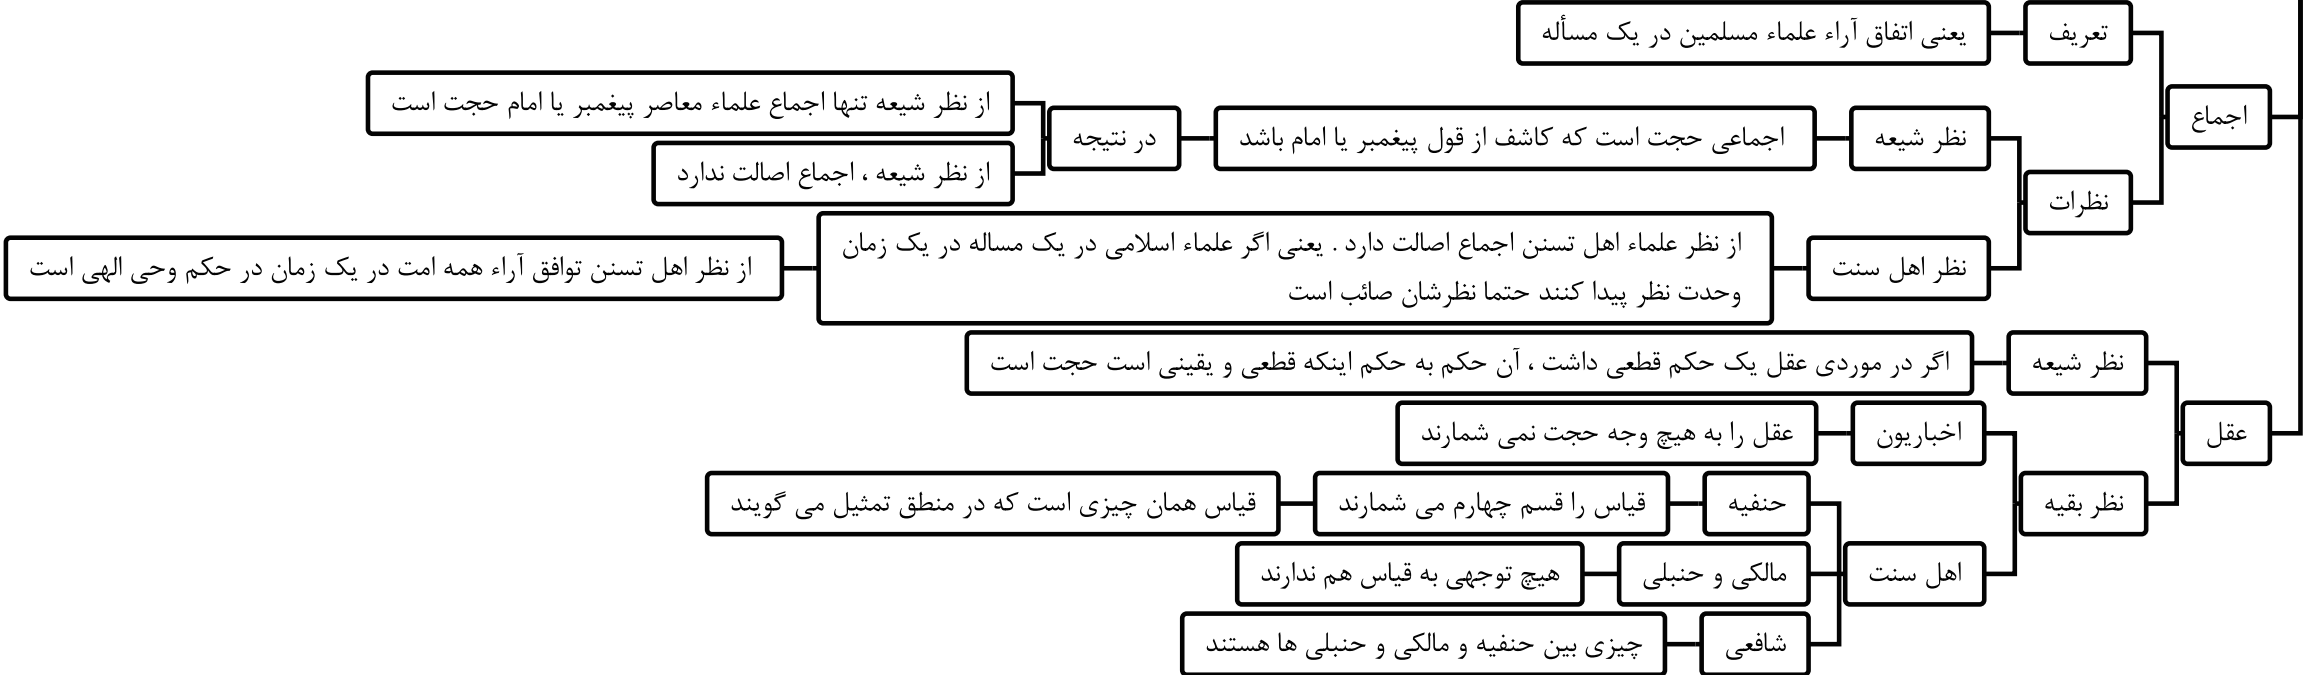 اجماع
تعریف
یعنی اتفاق آراء علماء مسلمین در یک مسأله
نظرات
نظر شیعه
اجماعی حجت است که کاشف از قول پیغمبر یا امام باشد
در نتیجه
از نظر شیعه تنها اجماع علماء معاصر پیغمبر یا امام حجت است
از نظر شیعه ، اجماع اصالت ندارد
نظر اهل سنت
از نظر علماء اهل تسنن اجماع اصالت دارد . یعنی اگر علماء اسلامی در یک مساله در یک زمان
وحدت نظر پیدا کنند حتما نظرشان صائب است
از نظر اهل تسنن توافق آراء همه امت در یک زمان در حکم وحی الهی است
عقل
نظر شیعه
اگر در موردی عقل یک حکم قطعی داشت ، آن حکم به حکم اینکه قطعی و یقینی است حجت است
نظر بقیه
اخباریون
عقل را به هیچ وجه حجت نمی شمارند
اهل سنت
حنفیه
قیاس را قسم چهارم می شمارند
قیاس همان چیزی است که در منطق تمثیل می گویند
مالکی و حنبلی
هیچ توجهی به قیاس هم ندارند
شافعی
چیزی بین حنفیه و مالکی و حنبلی ها هستند